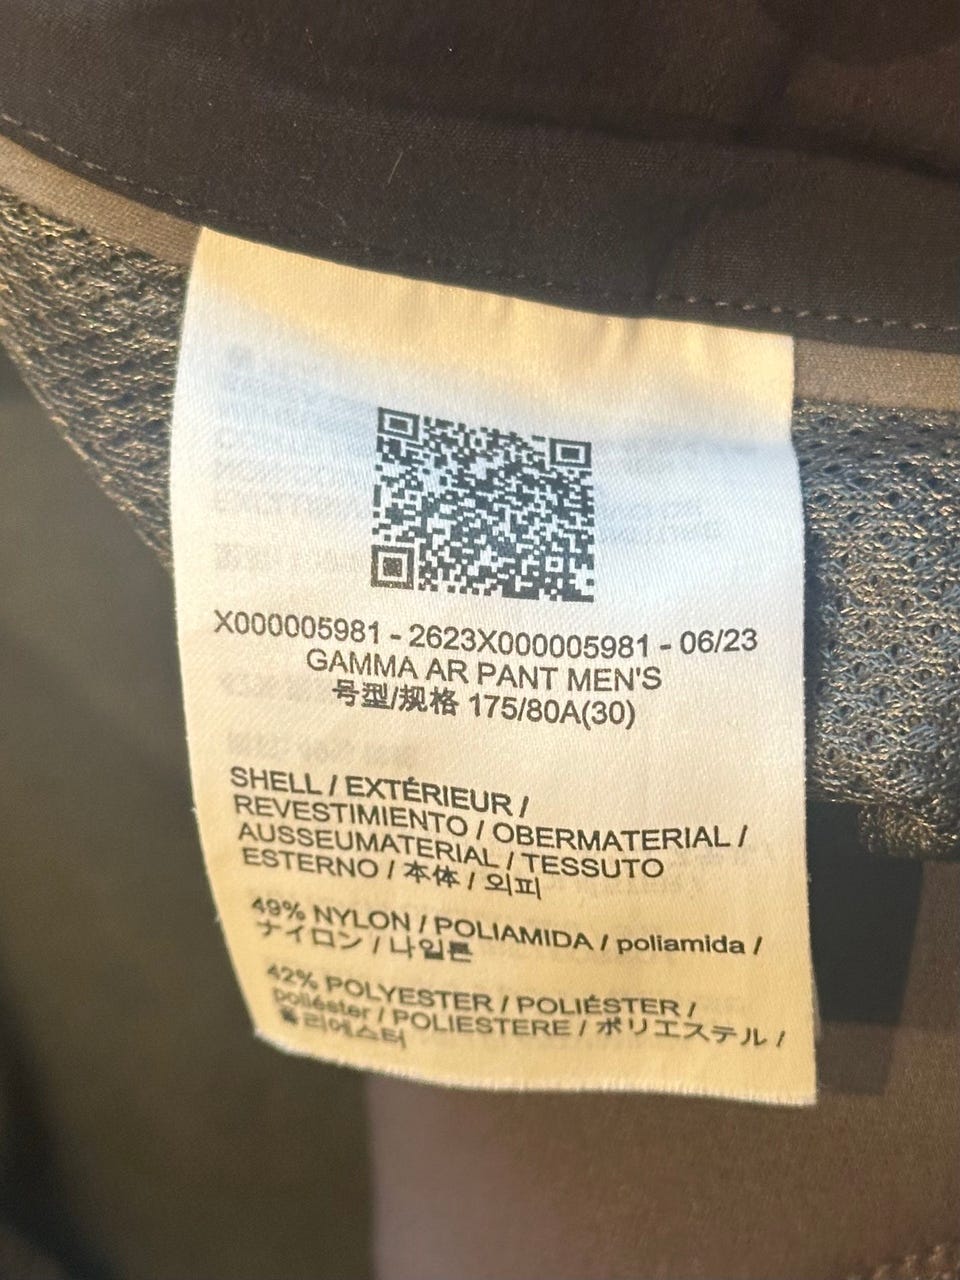 X000005981 - 2623X000005981 - 06/23
GAMMA AR PANT MEN'S
号型/规格 175/80A(30)
SHELL / EXTÉRIEUR /
REVESTIMIENTO / OBERMATERIAL /
AUSSEUMATERIAL / TESSUTO
ESTERNO / 本体 / 외피
49% NYLON / POLIAMIDA / poliamida /
ナイロン / 나일론
42% POLYESTER / POLIÉSTER /
poliéster / POLIESTERE / ポリエステル /
폴리에스터